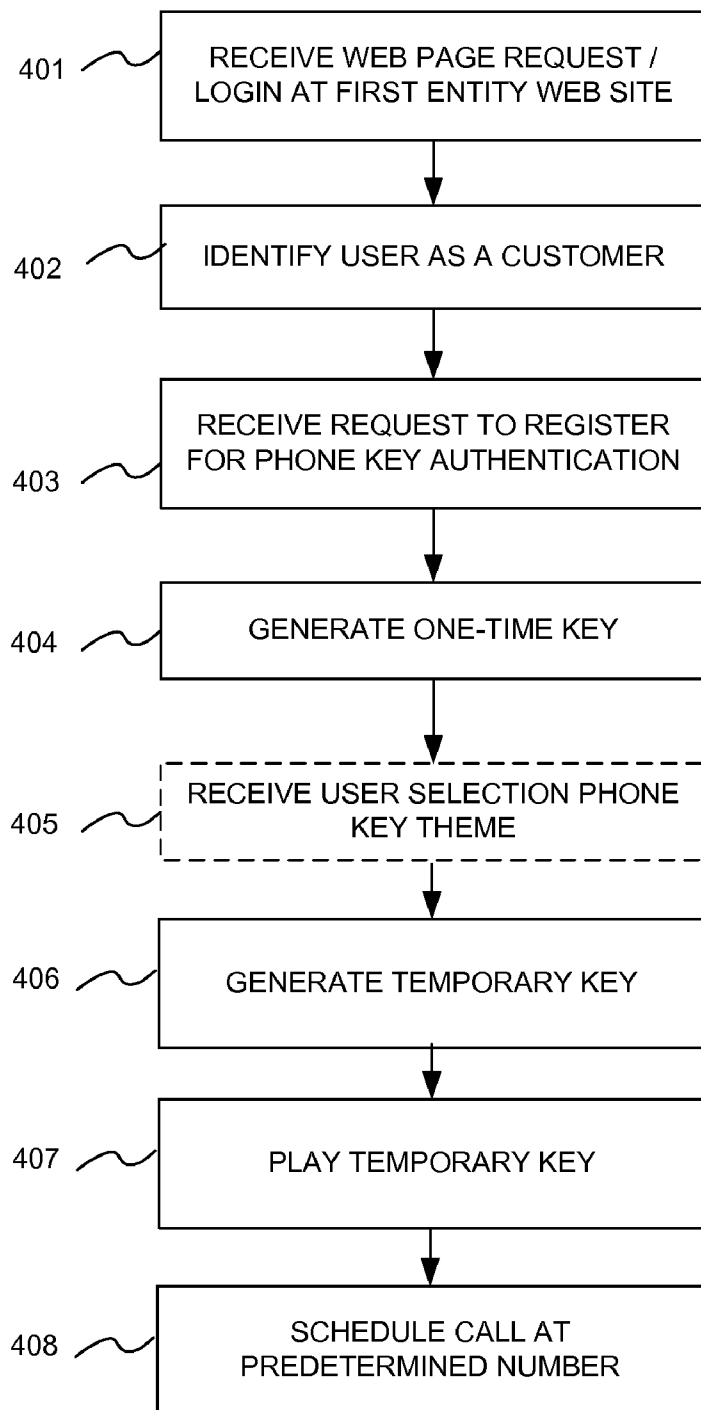 401
RECEIVE WEB PAGE REQUEST /
LOGIN AT FIRST ENTITY WEB SITE
402
IDENTIFY USER AS A CUSTOMER
403
RECEIVE REQUEST TO REGISTER
FOR PHONE KEY AUTHENTICATION
404
GENERATE ONE-TIME KEY
405
RECEIVE USER SELECTION PHONE
KEY THEME
406
GENERATE TEMPORARY KEY
407
PLAY TEMPORARY KEY
408
SCHEDULE CALL AT
PREDETERMINED NUMBER